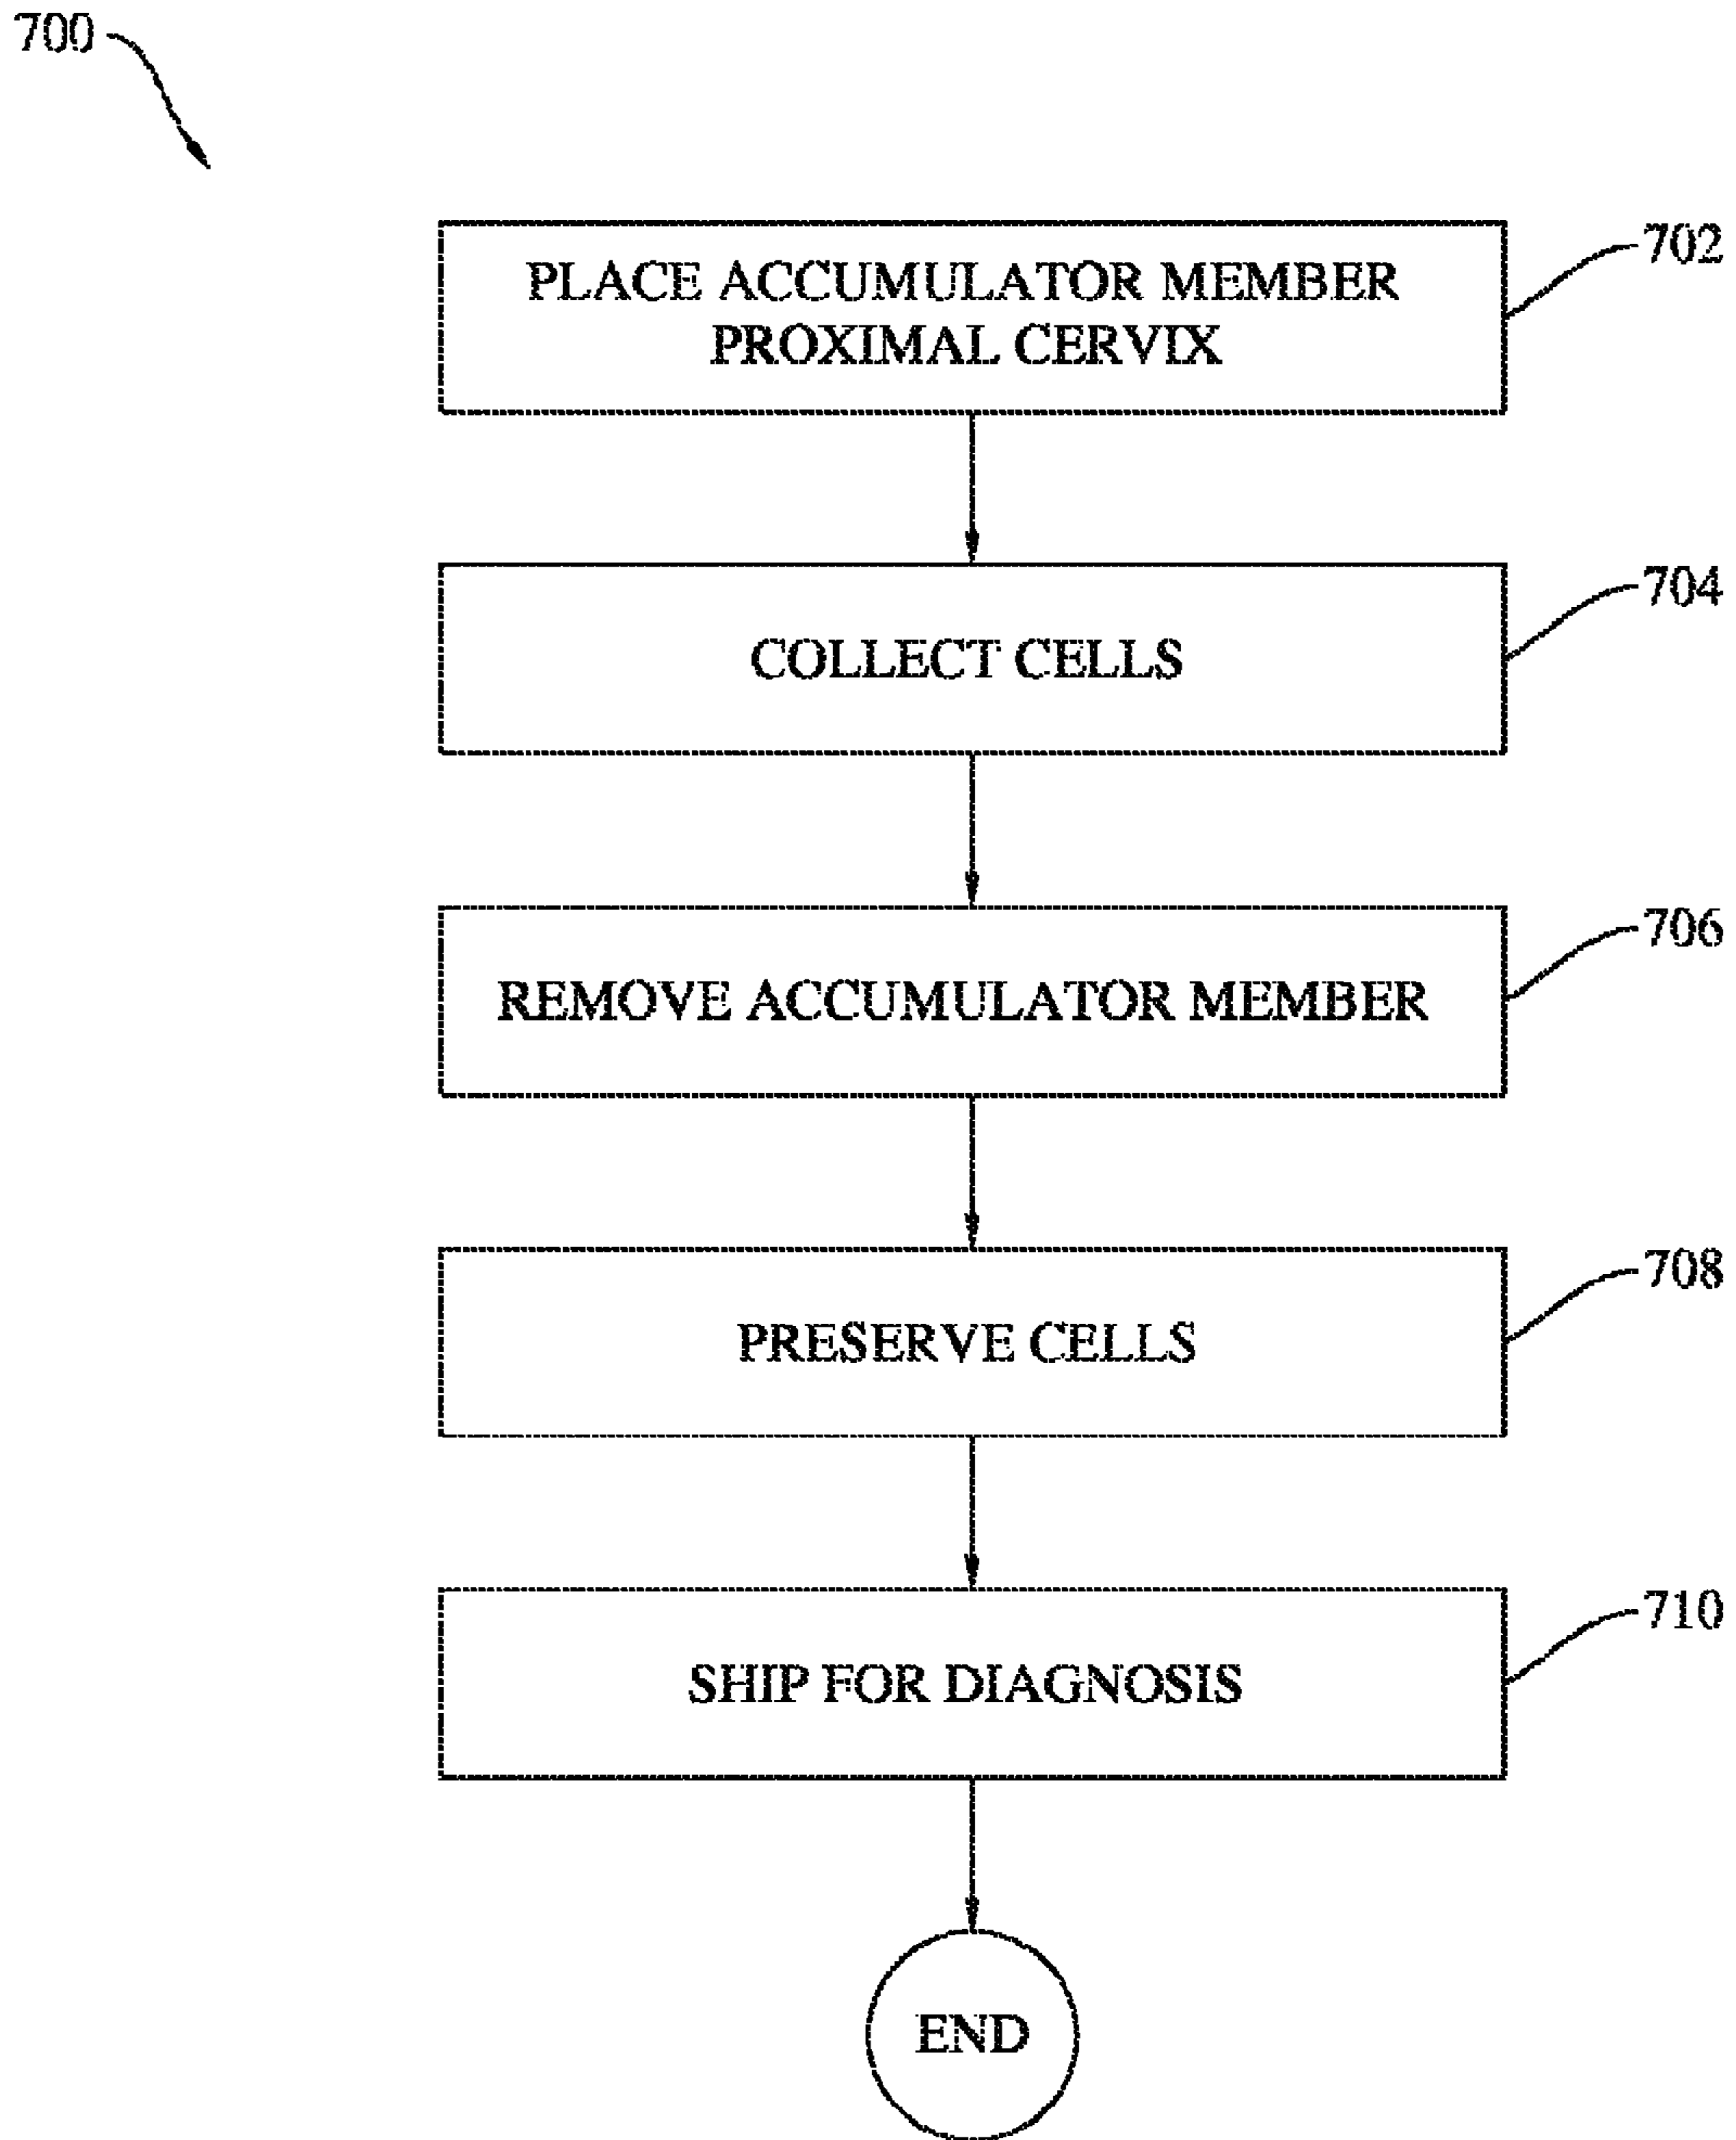 700
PLACE ACCUMULATOR MEMBER
PROXIMAL CERVIX
702
COLLECT CELLS
704
REMOVE ACCUMULATOR MEMBER
706
PRESERVE CELLS
708
SHIP FOR DIAGNOSIS
710
END